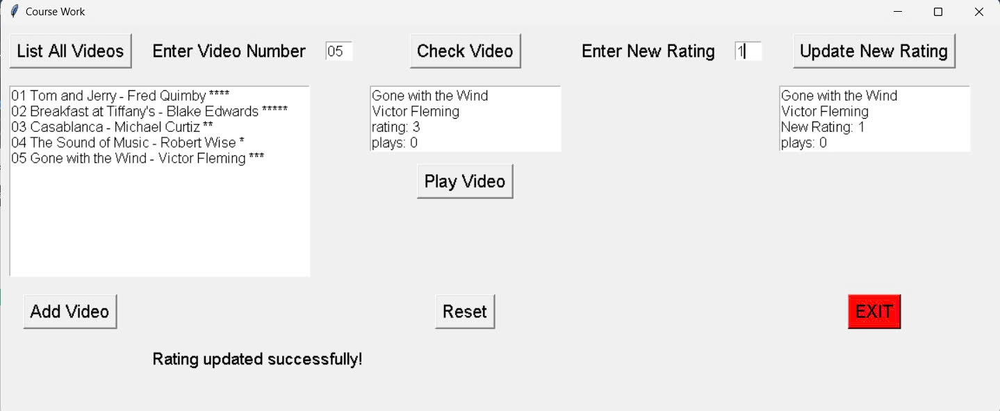 Course Work
List All Videos
Enter Video Number
05
Check Video
Enter New Rating
1
Update New Rating
01 Tom and Jerry - Fred Quimby ****
02 Breakfast at Tiffany's - Blake Edwards *****
03 Casablanca - Michael Curtiz **
04 The Sound of Music - Robert Wise *
05 Gone with the Wind - Victor Fleming ***
Gone with the Wind
Victor Fleming
rating: 3
plays: 0
Gone with the Wind
Victor Fleming
New Rating: 1
plays: 0
Play Video
Add Video
Reset
EXIT
Rating updated successfully!